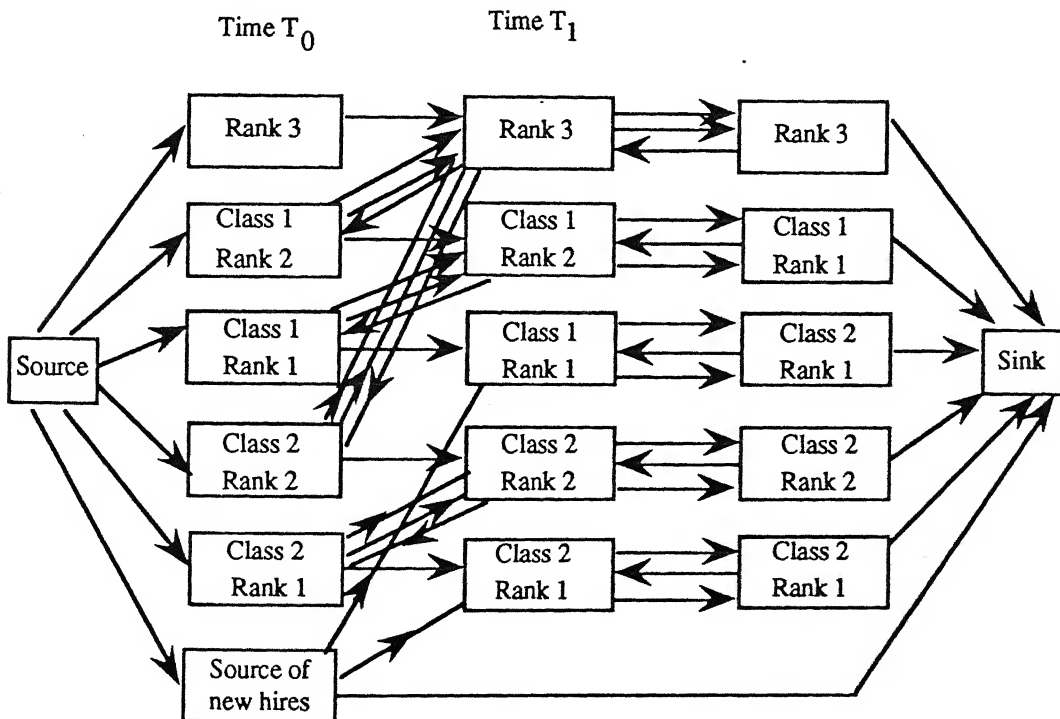 Time T0
Time T1
Rank 3
Rank 3
Rank 3
Class 1
Rank 2
Class 1
Rank 2
Class 1
Rank 1
Class 1
Rank 1
Class 1
Rank 1
Class 2
Rank 1
Source
Sink
Class 2
Rank 2
Class 2
Rank 2
Class 2
Rank 2
Class 2
Rank 1
Class 2
Rank 1
Class 2
Rank 1
Source of
new hires